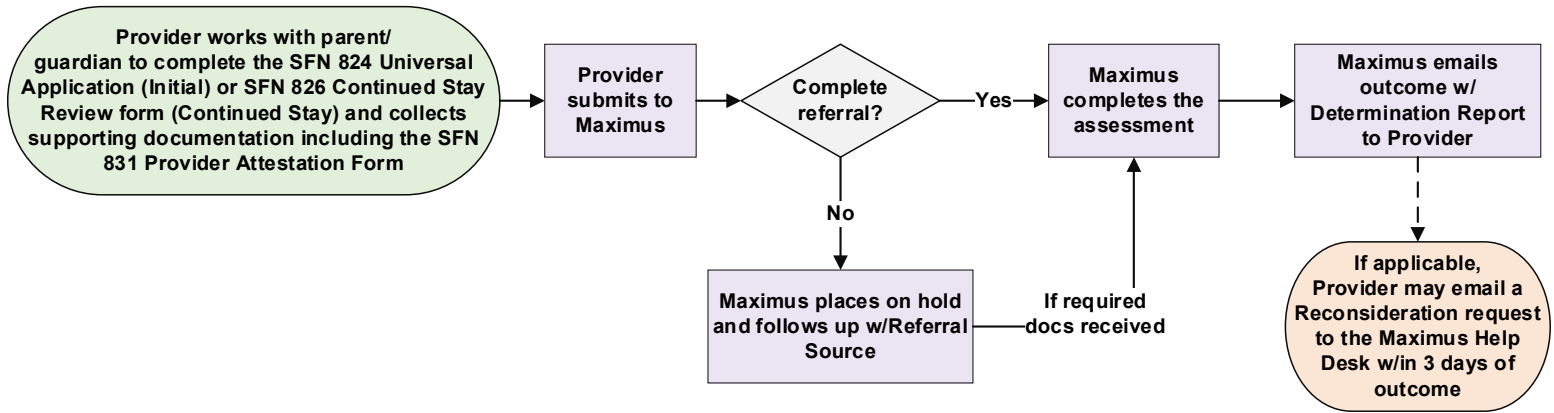 Provider works with parent/
guardian to complete the SFN 824 Universal
Application (Initial) or SFN 826 Continued Stay
Review form (Continued Stay) and collects
supporting documentation including the SFN
831 Provider Attestation Form
Provider
submits to
Maximus
Complete
referral?
Yes
Maximus
completes the
assessment
Maximus emails
outcome w/
Determination Report
to Provider
No
Maximus places on hold
and follows up w/Referral
Source
If required
docs received
If applicable,
Provider may email a
Reconsideration request
to the Maximus Help
Desk w/in 3 days of
outcome